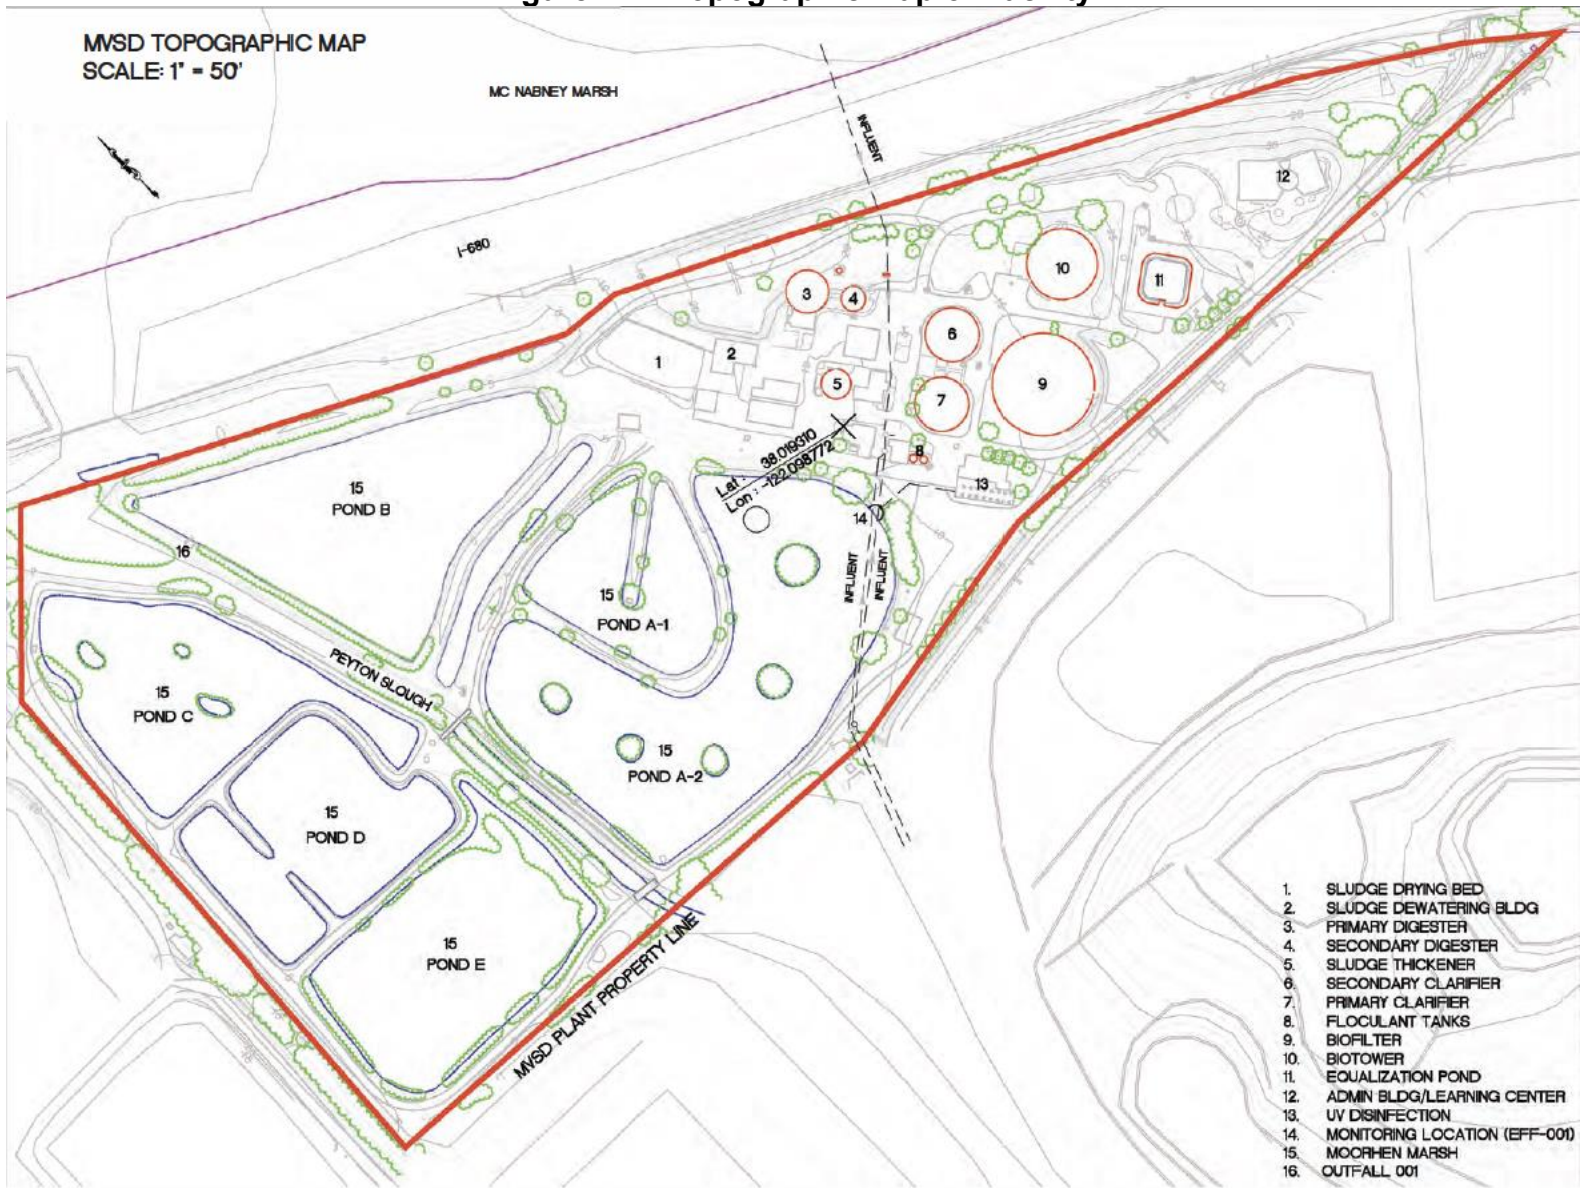 MVSD TOPOGRAPHIC MAP
SCALE: 1" = 50'
MC NABNEY MARSH
INFLUENT
I-680
12
10
11
3
4
6
1
2
5
7
9
8
13
14
Lat : 38.019310
Lon : -122.098772
15
POND B
16
15
POND A-1
INFLUENT
INFLUENT
PEYTON SLOUGH
15
POND C
15
POND A-2
15
POND D
15
POND E
MVSD PLANT PROPERTY LINE
1. SLUDGE DRYING BED
2. SLUDGE DEWATERING BLDG
3. PRIMARY DIGESTER
4. SECONDARY DIGESTER
5. SLUDGE THICKENER
6. SECONDARY CLARIFIER
7. PRIMARY CLARIFIER
8. FLOCULANT TANKS
9. BIOFILTER
10. BIOTOWER
11. EQUALIZATION POND
12. ADMIN BLDG/LEARNING CENTER
13. UV DISINFECTION
14. MONITORING LOCATION (EFF-001)
15. MOORHEN MARSH
16. OUTFALL 001